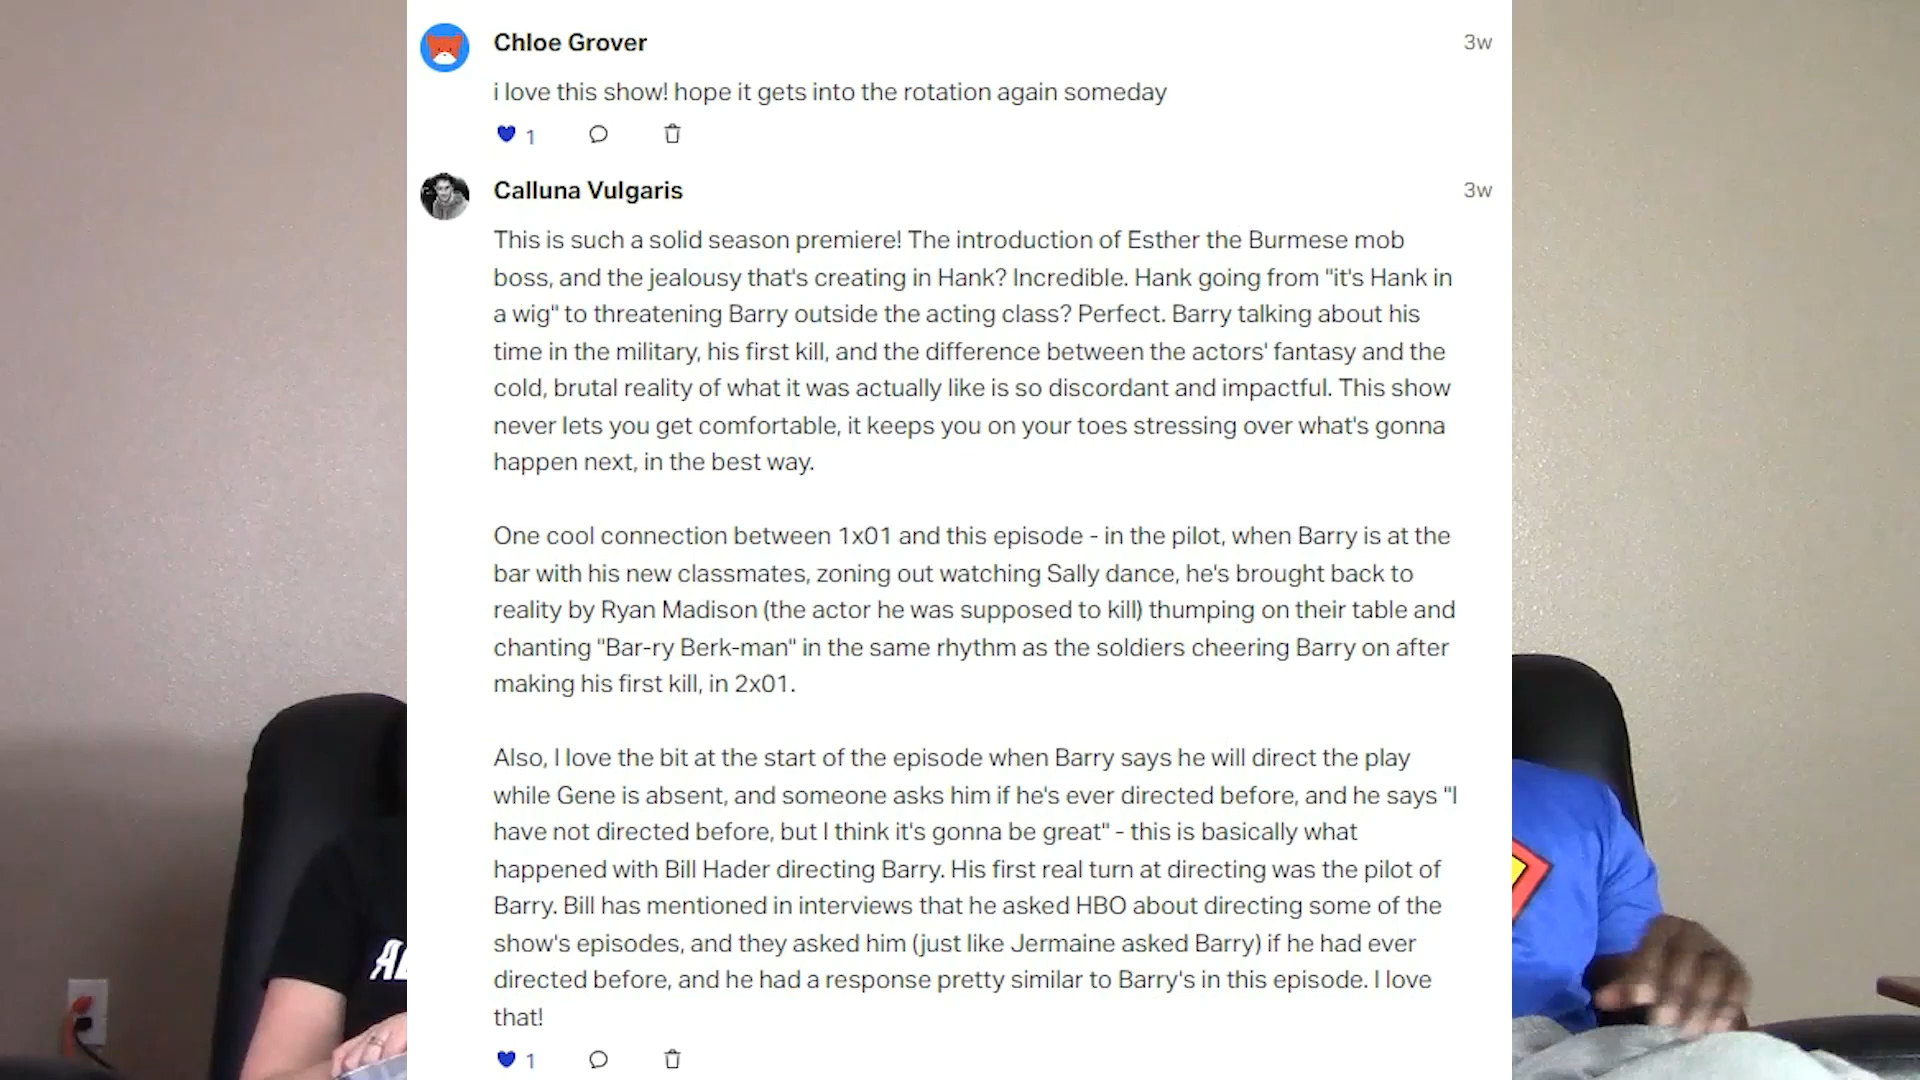 Chloe Grover
3w
i love this show! hope it gets into the rotation again someday
1
Calluna Vulgaris
3w
This is such a solid season premiere! The introduction of Esther the Burmese mob
boss, and the jealousy that's creating in Hank? Incredible. Hank going from "it's Hank in
a wig" to threatening Barry outside the acting class? Perfect. Barry talking about his
time in the military, his first kill, and the difference between the actors' fantasy and the
cold, brutal reality of what it was actually like is so discordant and impactful. This show
never lets you get comfortable, it keeps you on your toes stressing over what's gonna
happen next, in the best way.
One cool connection between 1x01 and this episode - in the pilot, when Barry is at the
bar with his new classmates, zoning out watching Sally dance, he's brought back to
reality by Ryan Madison (the actor he was supposed to kill) thumping on their table and
chanting "Bar-ry Berk-man" in the same rhythm as the soldiers cheering Barry on after
making his first kill, in 2x01.
Also, I love the bit at the start of the episode when Barry says he will direct the play
while Gene is absent, and someone asks him if he's ever directed before, and he says "I
have not directed before, but I think it's gonna be great" - this is basically what
happened with Bill Hader directing Barry. His first real turn at directing was the pilot of
Barry. Bill has mentioned in interviews that he asked HBO about directing some of the
show's episodes, and they asked him (just like Jermaine asked Barry) if he had ever
directed before, and he had a response pretty similar to Barry's in this episode. I love
that!
1